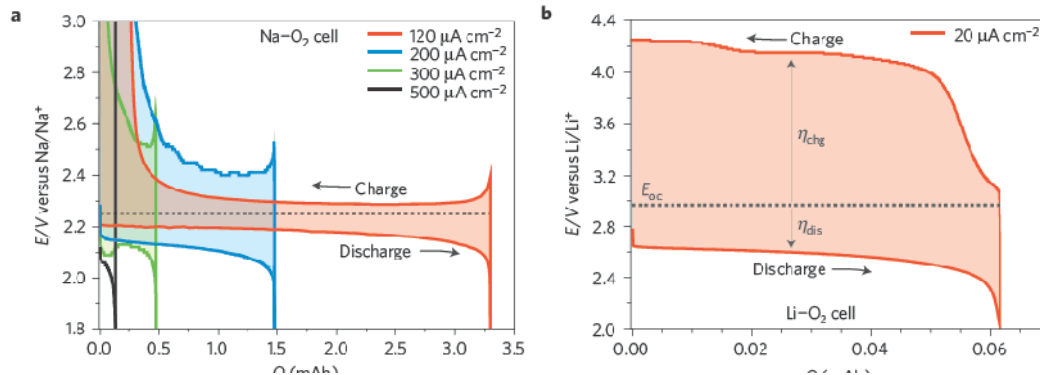 a
Na–O₂ cell
120 μA cm⁻²
200 μA cm⁻²
300 μA cm⁻²
500 μA cm⁻²
E/V versus Na/Na⁺
3.0
2.8
2.6
2.4
2.2
2.0
1.8
Charge
Discharge
0.0 0.5 1.0 1.5 2.0 2.5 3.0 3.5
b
20 μA cm⁻²
E/V versus Li/Li⁺
4.4
4.0
3.6
3.2
2.8
2.4
2.0
Charge
ηchg
Eoc
ηdis
Discharge
Li–O₂ cell
0.00 0.02 0.04 0.06